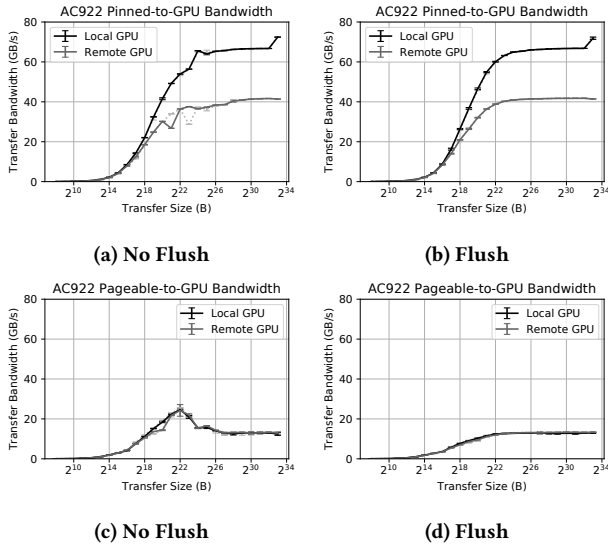 AC922 Pinned-to-GPU Bandwidth
80
60
40
20
0
Transfer Bandwidth (GB/s)
Local GPU
Remote GPU
2^10 2^14 2^18 2^22 2^26 2^30 2^34
Transfer Size (B)
(a) No Flush
AC922 Pinned-to-GPU Bandwidth
80
60
40
20
0
Transfer Bandwidth (GB/s)
Local GPU
Remote GPU
2^10 2^14 2^18 2^22 2^26 2^30 2^34
Transfer Size (B)
(b) Flush
AC922 Pageable-to-GPU Bandwidth
80
60
40
20
0
Transfer Bandwidth (GB/s)
Local GPU
Remote GPU
2^10 2^14 2^18 2^22 2^26 2^30 2^34
Transfer Size (B)
(c) No Flush
AC922 Pageable-to-GPU Bandwidth
80
60
40
20
0
Transfer Bandwidth (GB/s)
Local GPU
Remote GPU
2^10 2^14 2^18 2^22 2^26 2^30 2^34
Transfer Size (B)
(d) Flush